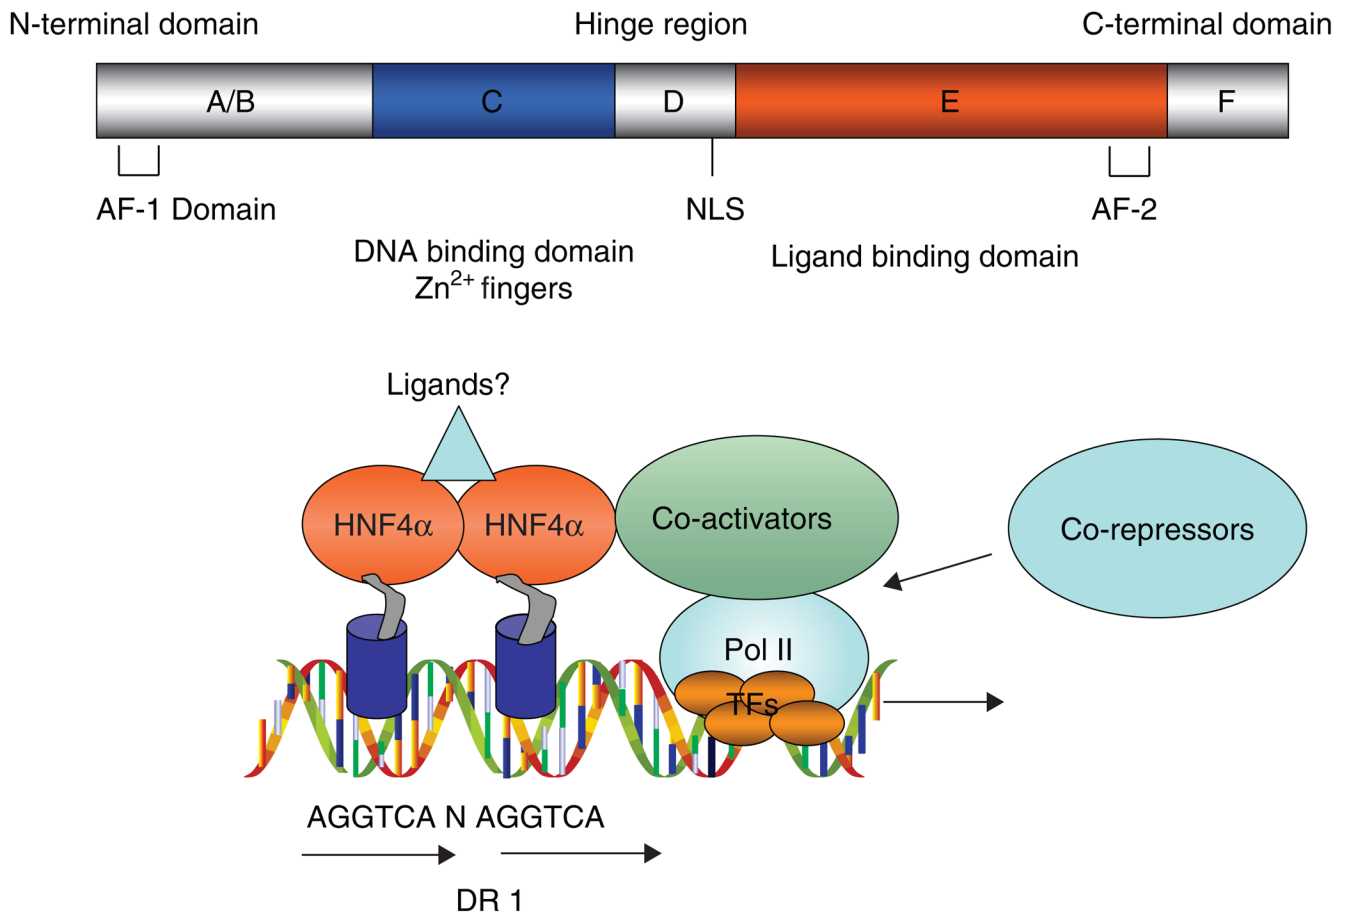 N-terminal domain
Hinge region
C-terminal domain
A/B
C
D
E
F
AF-1 Domain
NLS
AF-2
DNA binding domain
Zn²⁺ fingers
Ligand binding domain
Ligands?
HNF4α
HNF4α
Co-activators
Co-repressors
Pol II
TFs
AGGTCA N AGGTCA
DR 1